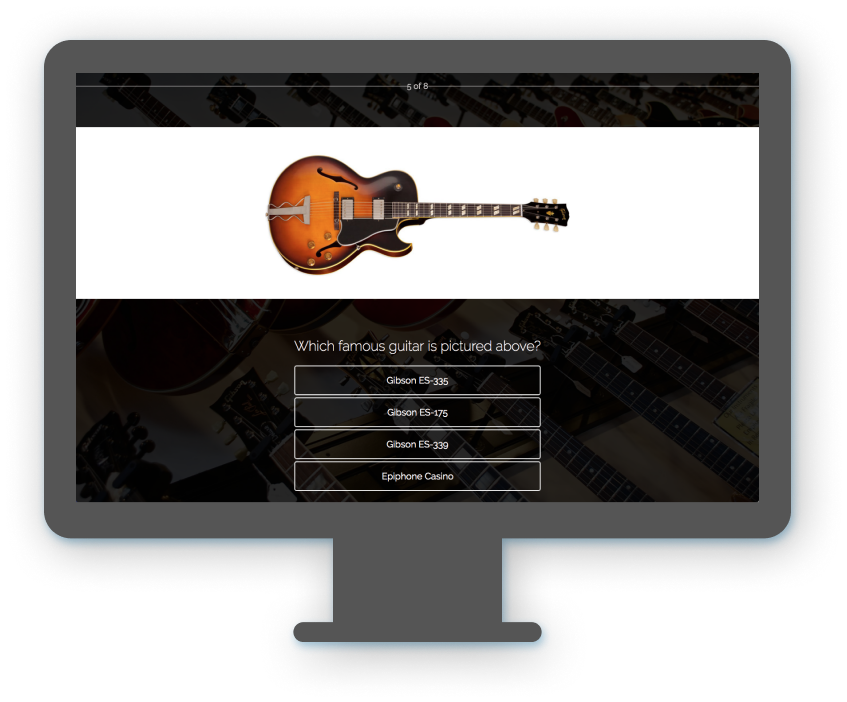 5 of 8
Which famous guitar is pictured above?
Gibson ES-335
Gibson ES-175
Gibson ES-339
Epiphone Casino